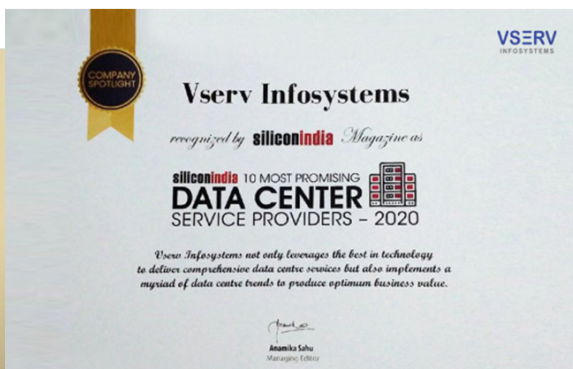 VSERV
INFOSYSTEMS
COMPANY
SPOTLIGHT
Vserv Infosystems
recognized by siliconindia Magazine as
siliconindia 10 MOST PROMISING
DATA CENTER
SERVICE PROVIDERS – 2020
Vserv Infosystems not only leverages the best in technology
to deliver comprehensive data centre services but also implements a
myriad of data centre trends to produce optimum business value.
Anamika Sahu
Managing Editor